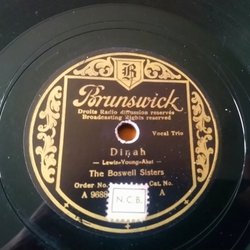 B
Brunswick
Droits Radio diffusion reservés
Broadcasting Rights reserved
Vocal Trio
Dinah
— Lewis-Young-Akst —
The Boswell Sisters
Order No. Cat. No.
A 9688 A
N.C.B.